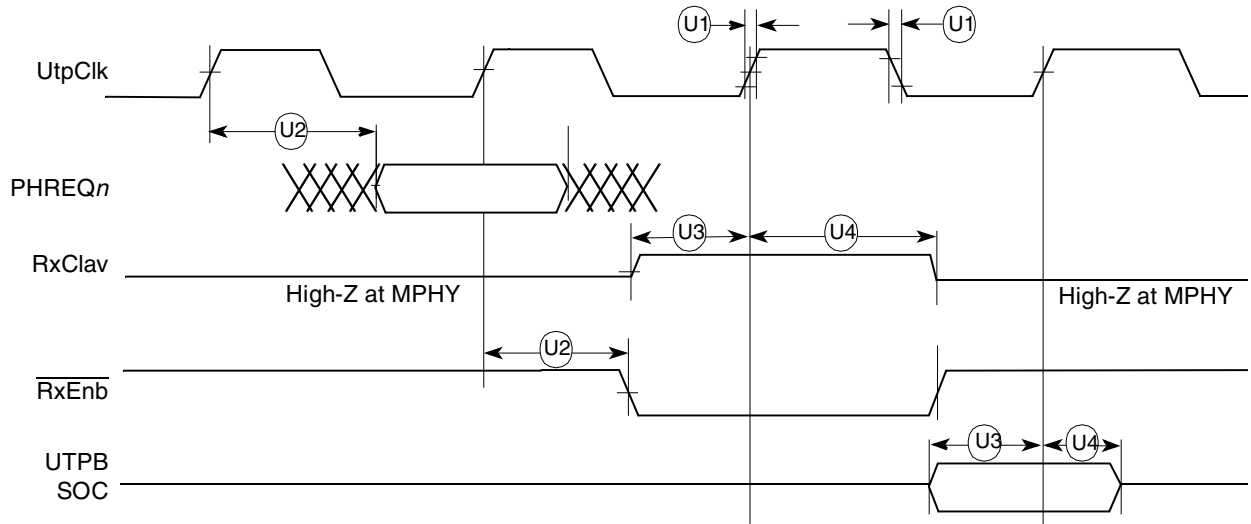 U1 U1
UtpClk
U2
PHREQn
U3 U4
RxClav
High-Z at MPHY High-Z at MPHY
U2
RxEnb
U3 U4
UTPB
SOC